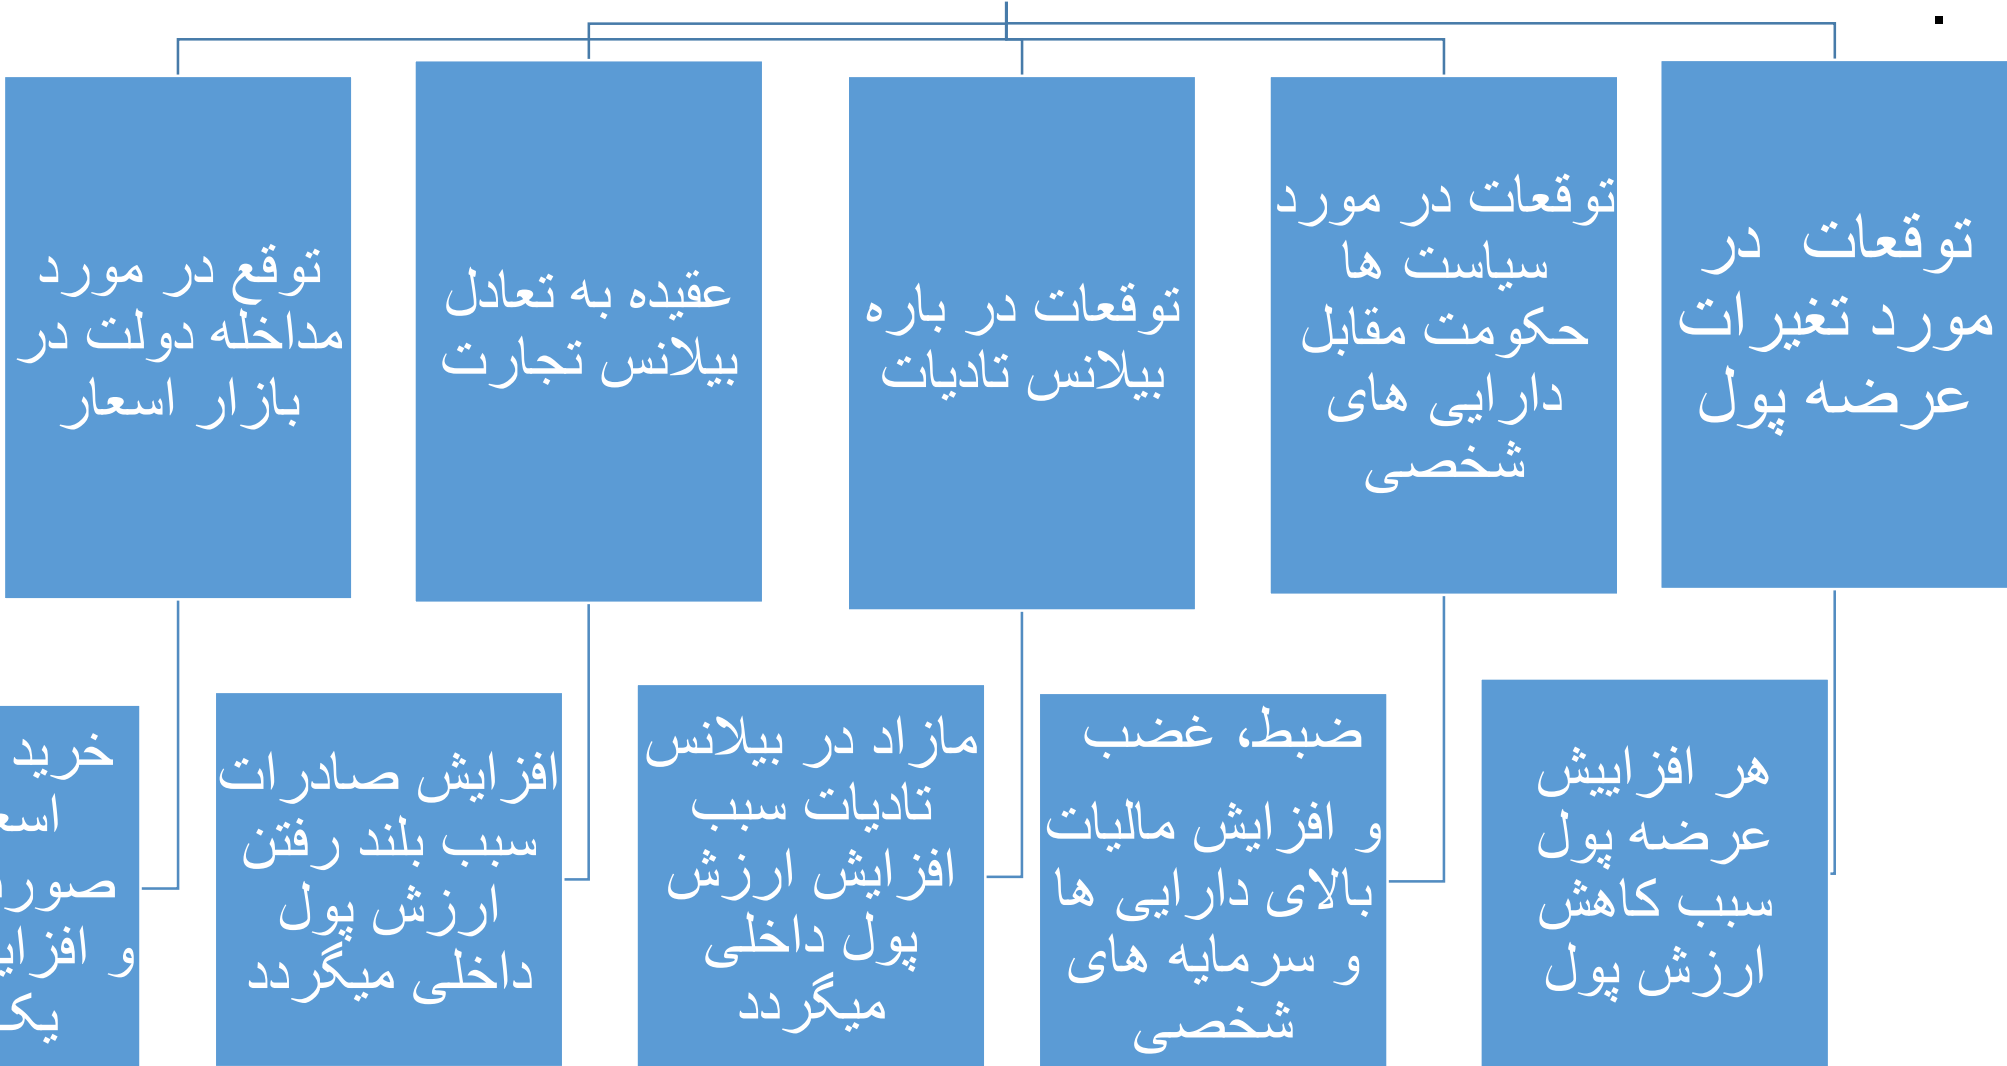 توقعات در
مورد تغیرات
عرضه پول
توقعات در مورد
سیاست ها
حکومت مقابل
دارایی های
شخصی
توقعات در باره
بیلانس تادیات
عقیده به تعادل
بیلانس تجارت
توقع در مورد
مداخله دولت در
بازار اسعار
هر افزاییش
عرضه پول
سبب کاهش
ارزش پول
ضبط، غضب
و افزایش مالیات
بالای دارایی ها
و سرمایه های
شخصی
مازاد در بیلانس
تادیات سبب
افزایش ارزش
پول داخلی
میگردد
افزایش صادرات
سبب بلند رفتن
ارزش پول
داخلی میگردد
خرید
و